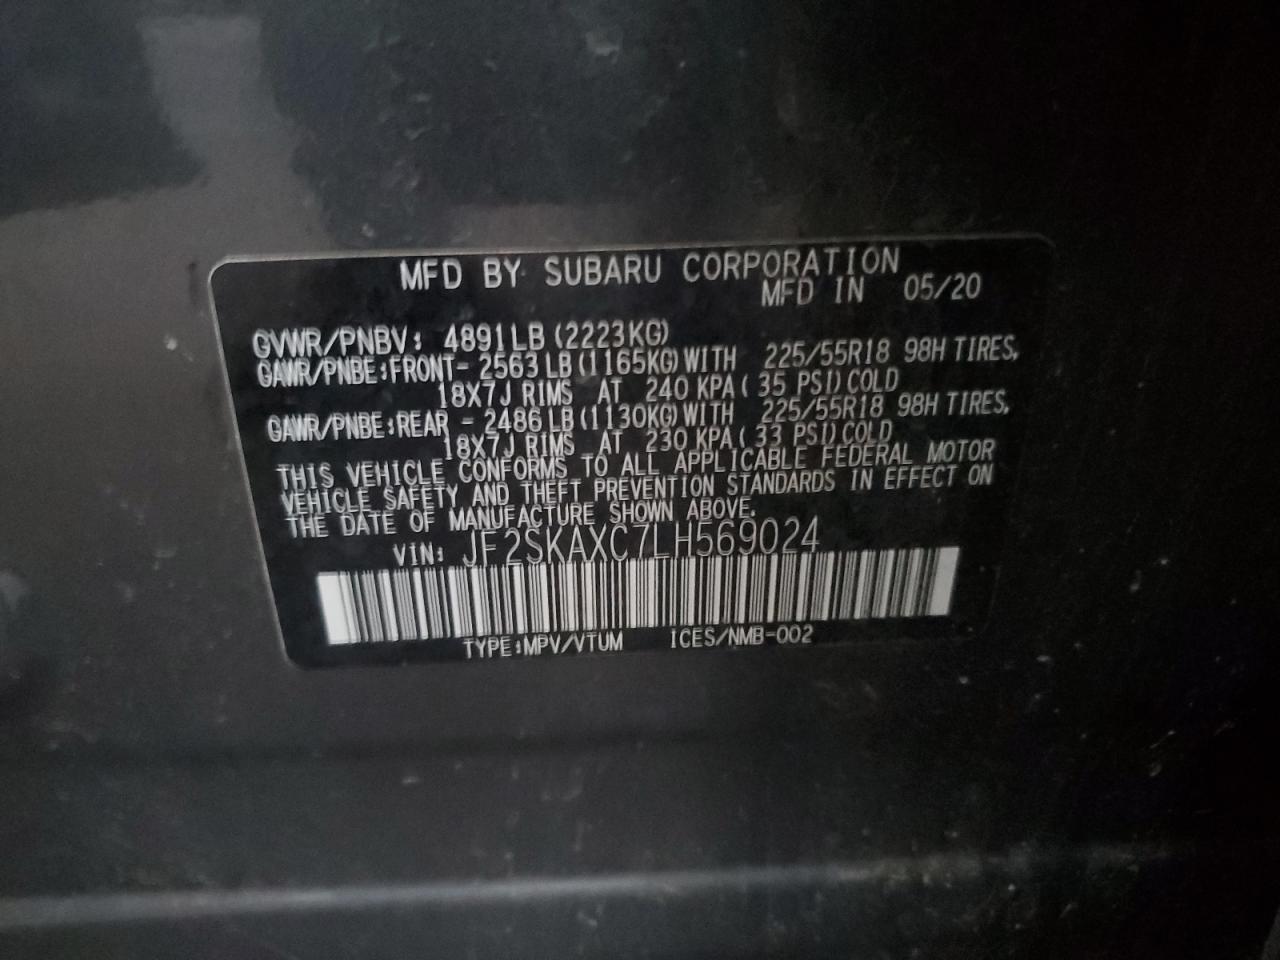 MFD BY SUBARU CORPORATION
MFD IN 05/20
GVWR/PNBV: 4891LB (2223KG)
GAWR/PNBE:FRONT- 2563 LB (1165KG) WITH 225/55R18 98H TIRES,
18X7J RIMS AT 240 KPA ( 35 PSI) COLD
GAWR/PNBE:REAR - 2486 LB (1130KG) WITH 225/55R18 98H TIRES,
18X7J RIMS AT 230 KPA ( 33 PSI) COLD
THIS VEHICLE CONFORMS TO ALL APPLICABLE FEDERAL MOTOR
VEHICLE SAFETY AND THEFT PREVENTION STANDARDS IN EFFECT ON
THE DATE OF MANUFACTURE SHOWN ABOVE.
VIN: JF2SKAXC7LH569024
TYPE:MPV/VTUM ICES/NMB-002